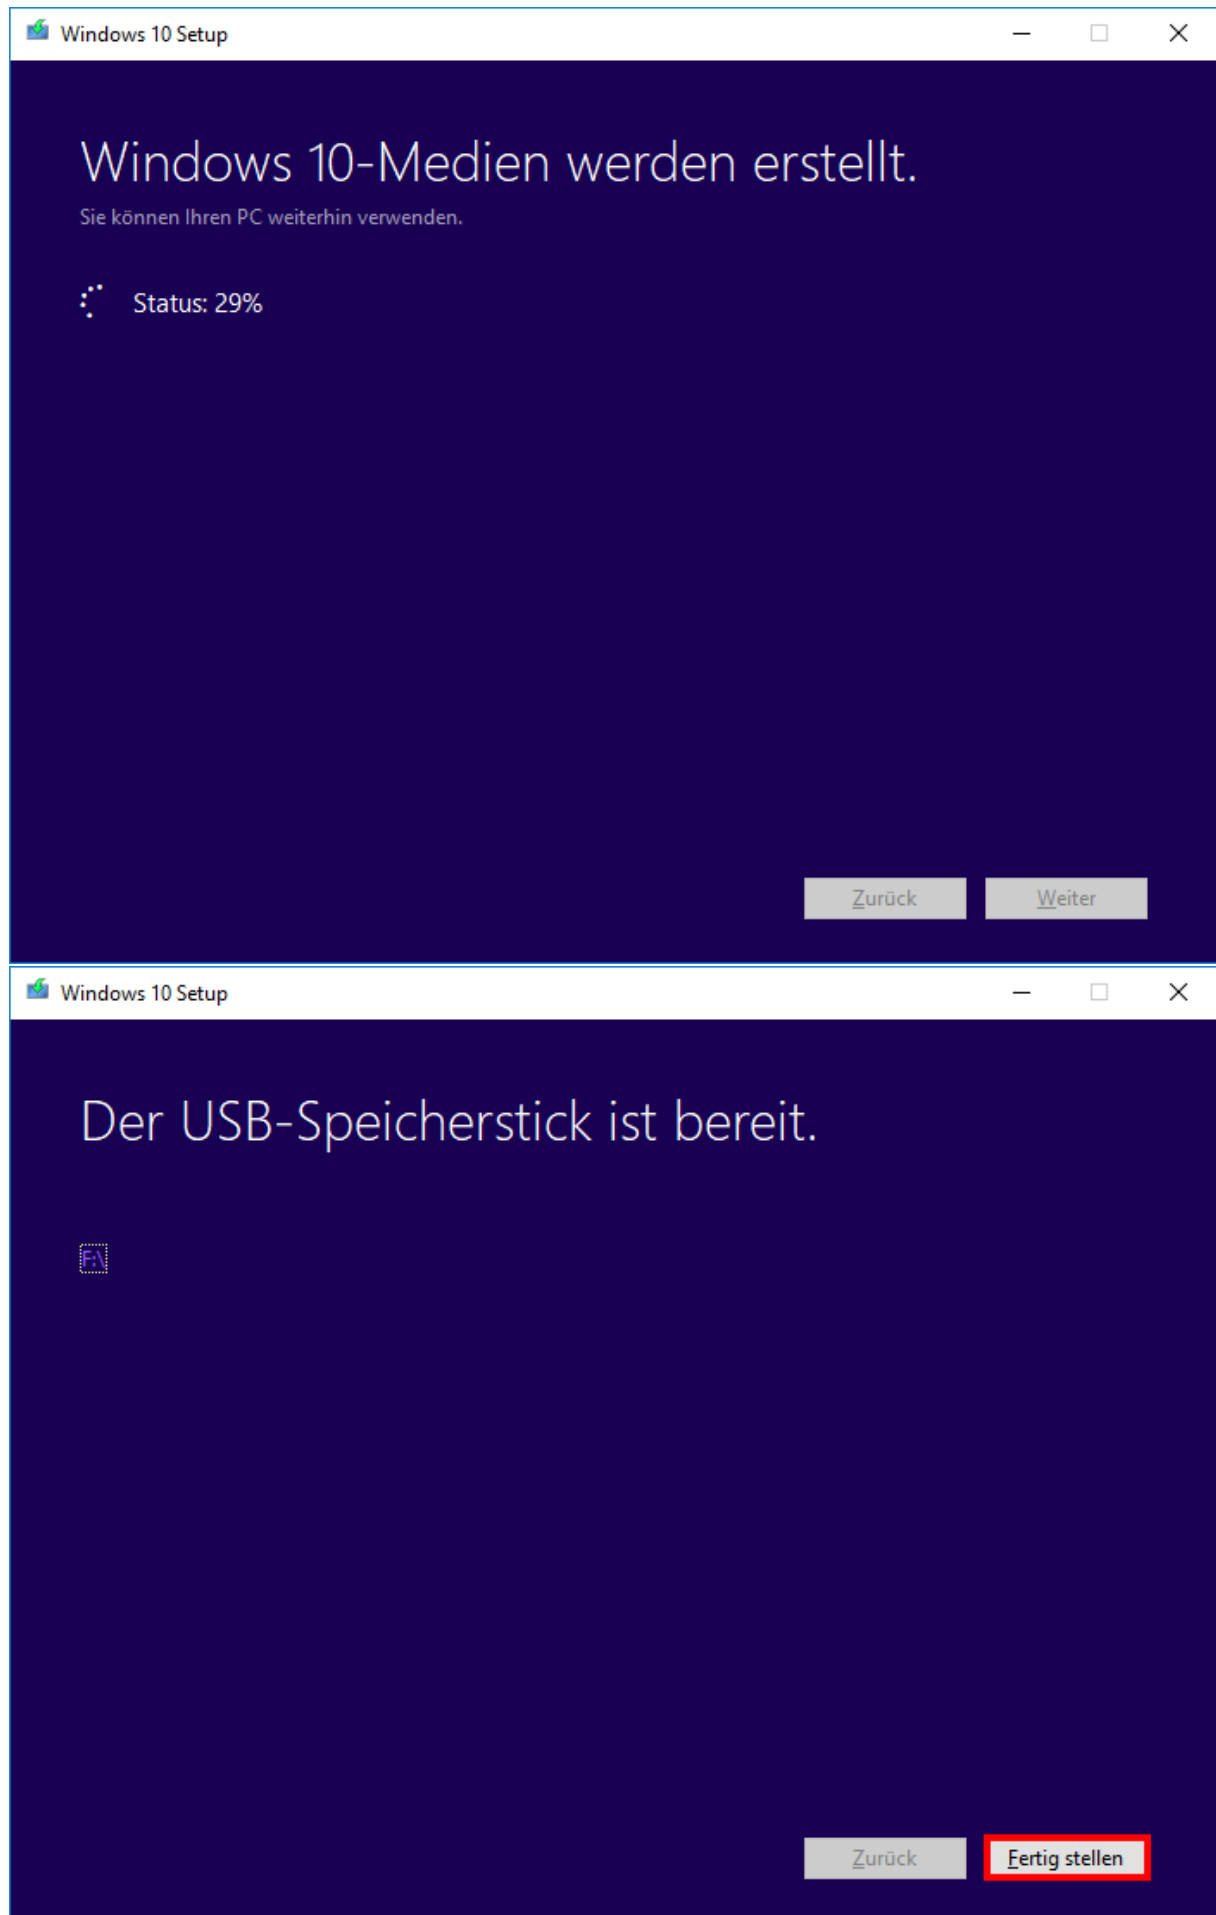 Windows 10 Setup
Windows 10-Medien werden erstellt.
Sie können Ihren PC weiterhin verwenden.
Status: 29%
Zurück Weiter
Windows 10 Setup
Der USB-Speicherstick ist bereit.
F:\
Zurück Fertig stellen